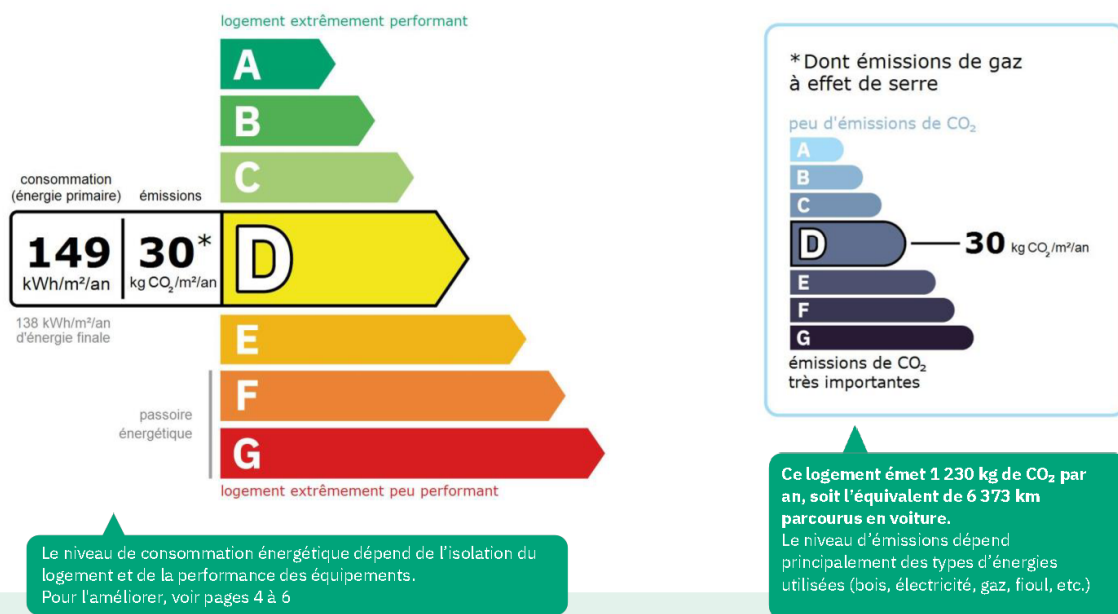 logement extrêmement performant
A
B
C
consommation
(énergie primaire)
émissions
149
kWh/m²/an
30*
kg CO₂/m²/an
D
138 kWh/m²/an
d'énergie finale
E
F
passoire
énergétique
G
logement extrêmement peu performant
Le niveau de consommation énergétique dépend de l'isolation du
logement et de la performance des équipements.
Pour l'améliorer, voir pages 4 à 6
*Dont émissions de gaz
à effet de serre
peu d'émissions de CO₂
A
B
C
D
30 kg CO₂/m²/an
E
F
G
émissions de CO₂
très importantes
Ce logement émet 1 230 kg de CO₂ par
an, soit l'équivalent de 6 373 km
parcourus en voiture.
Le niveau d'émissions dépend
principalement des types d'énergies
utilisées (bois, électricité, gaz, fioul, etc.)